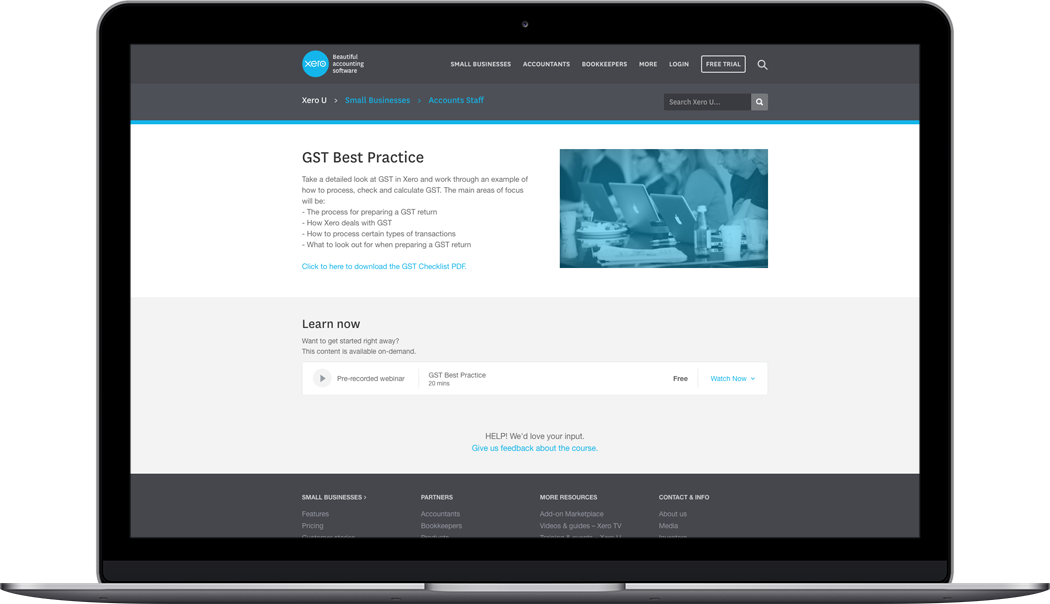 xero
Beautiful
accounting
software
SMALL BUSINESSES ACCOUNTANTS BOOKKEEPERS MORE LOGIN FREE TRIAL
Xero U > Small Businesses > Accounts Staff
Search Xero U...
GST Best Practice
Take a detailed look at GST in Xero and work through an example of
how to process, check and calculate GST. The main areas of focus
will be:
- The process for preparing a GST return
- How Xero deals with GST
- How to process certain types of transactions
- What to look out for when preparing a GST return
Click to here to download the GST Checklist PDF.
Learn now
Want to get started right away?
This content is available on-demand.
Pre-recorded webinar
GST Best Practice
20 mins
Free
Watch Now
HELP! We'd love your input.
Give us feedback about the course.
SMALL BUSINESSES > PARTNERS MORE RESOURCES CONTACT & INFO
Features Accountants Add-on Marketplace About us
Pricing Bookkeepers Videos & guides – Xero TV Media
Customer stories Products Training & events – Xero U Investors